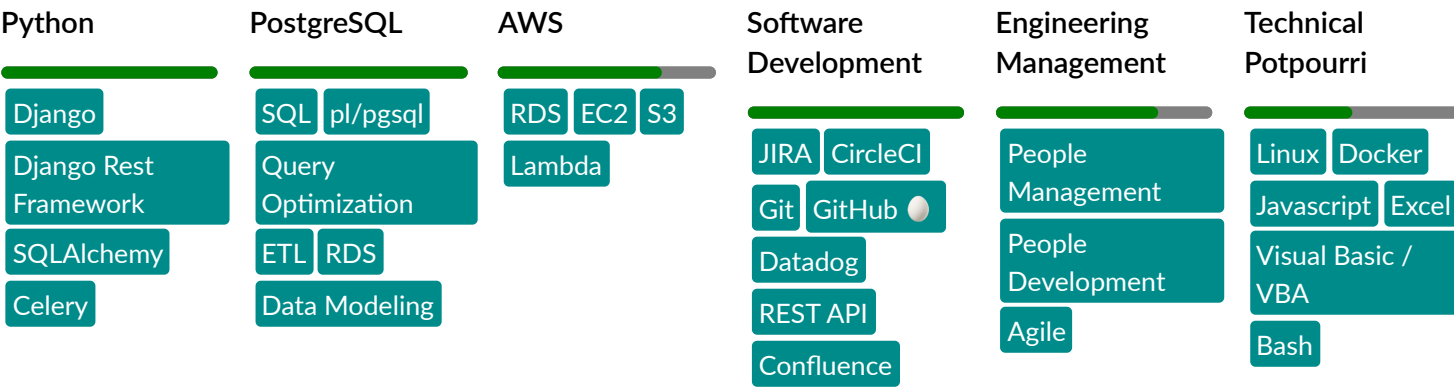 Python
Django
Django Rest
Framework
SQLAlchemy
Celery
PostgreSQL
SQL pl/pgsql
Query
Optimization
ETL RDS
Data Modeling
AWS
RDS EC2 S3
Lambda
Software
Development
JIRA CircleCI
Git GitHub 🥚
Datadog
REST API
Confluence
Engineering
Management
People
Management
People
Development
Agile
Technical
Potpourri
Linux Docker
Javascript Excel
Visual Basic /
VBA
Bash